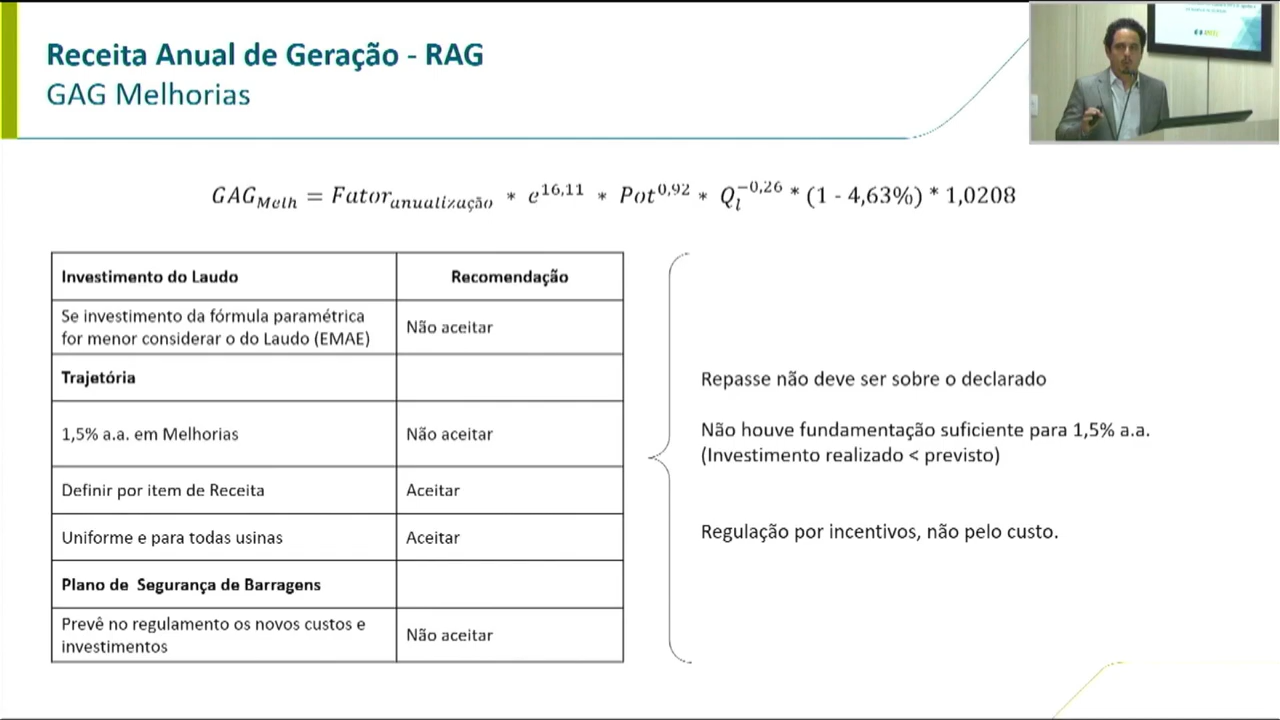 Receita Anual de Geração - RAG
GAG Melhorias
GAG_Melh = Fator_anualização * e^16,11 * Pot^0,92 * Q_l^−0,26 * (1 - 4,63%) * 1,0208
Investimento do Laudo
Recomendação
Se investimento da fórmula paramétrica
for menor considerar o do Laudo (EMAE)
Não aceitar
Trajetória
1,5% a.a. em Melhorias
Não aceitar
Definir por item de Receita
Aceitar
Uniforme e para todas usinas
Aceitar
Plano de Segurança de Barragens
Prevê no regulamento os novos custos e
investimentos
Não aceitar
Repasse não deve ser sobre o declarado
Não houve fundamentação suficiente para 1,5% a.a.
(Investimento realizado < previsto)
Regulação por incentivos, não pelo custo.